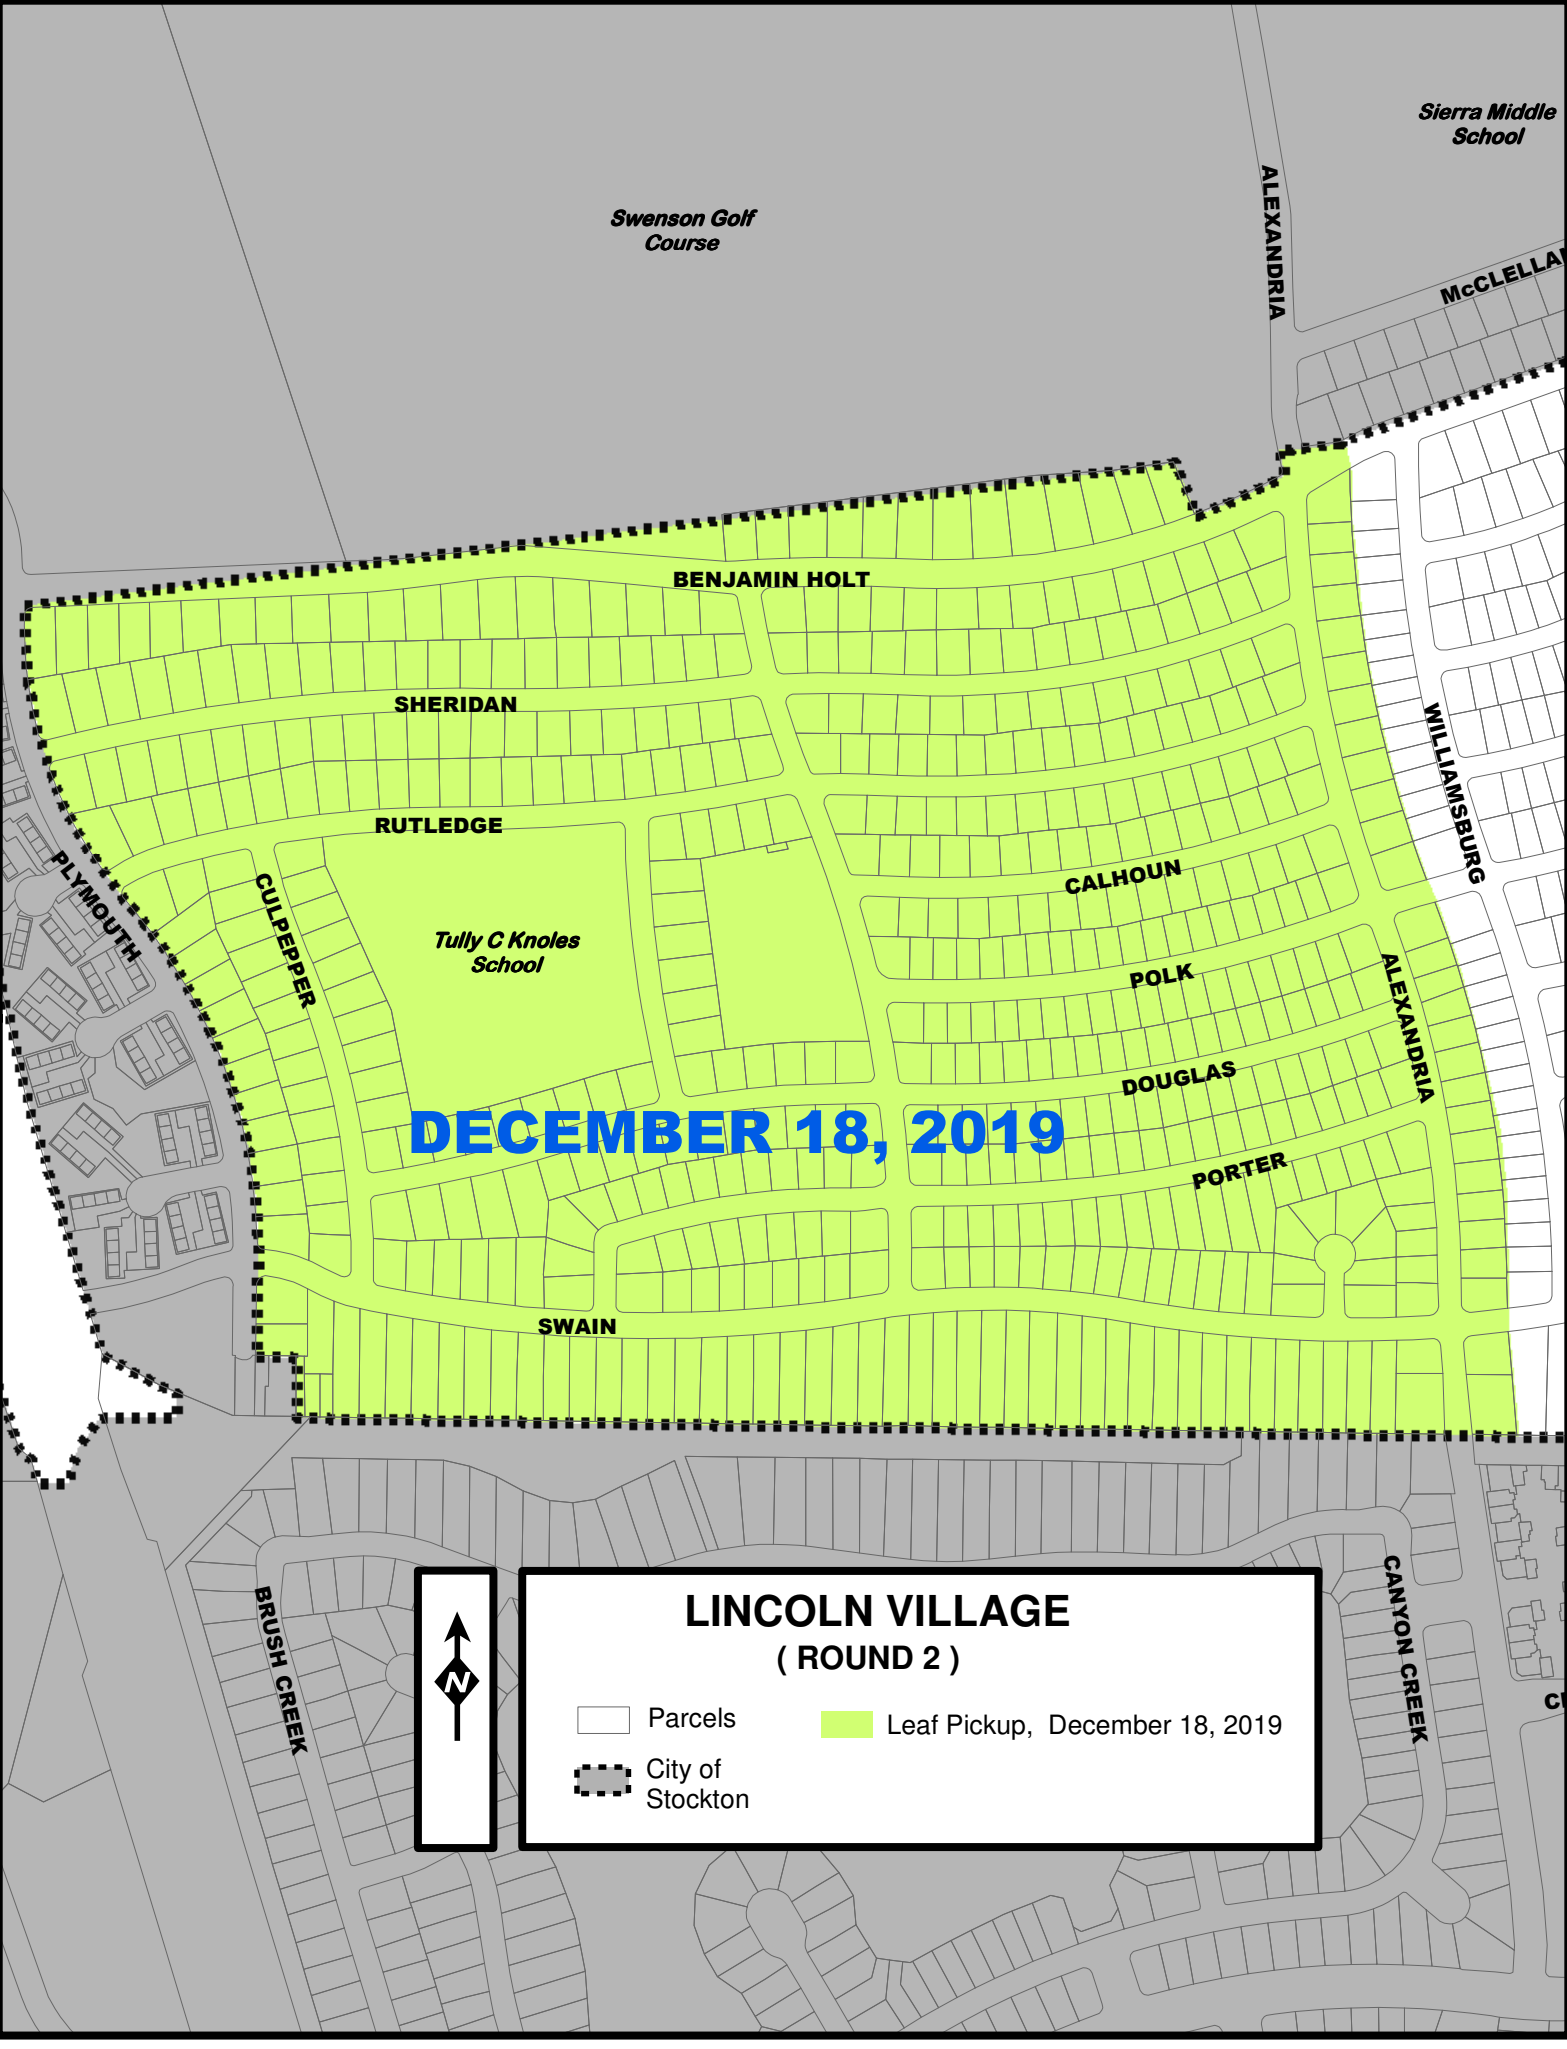 Sierra Middle
School
Swenson Golf
Course
ALEXANDRIA
BENJAMIN HOLT
SHERIDAN
WILLIAMSBURG
RUTLEDGE
PLYMOUTH
CULPEPPER
CALHOUN
Tully C Knoles
School
POLK
ALEXANDRIA
DOUGLAS
DECEMBER 18, 2019
PORTER
SWAIN
BRUSH CREEK
CANYON CREEK
N
LINCOLN VILLAGE
( ROUND 2 )
Parcels
Leaf Pickup, December 18, 2019
City of
Stockton